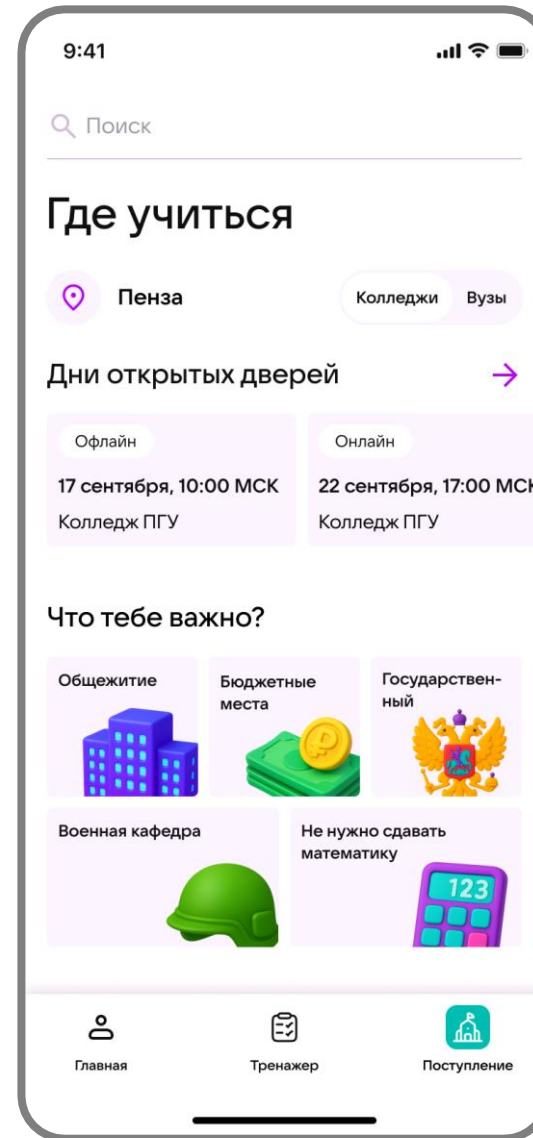 9:41
Поиск
Где учиться
Пенза
Колледжи Вузы
Дни открытых дверей
Офлайн
17 сентября, 10:00 МСК
Колледж ПГУ
Онлайн
22 сентября, 17:00 МСК
Колледж ПГУ
Что тебе важно?
Общежитие
Бюджетные
места
Государствен-
ный
Военная кафедра
Не нужно сдавать
математику
123
Главная
Тренажер
Поступление